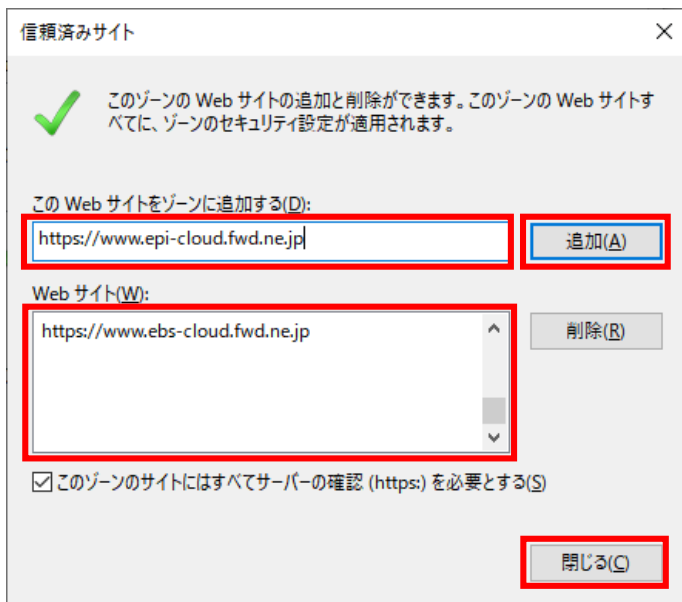 信頼済みサイト
このゾーンの Web サイトの追加と削除ができます。このゾーンの Web サイトす
べてに、ゾーンのセキュリティ設定が適用されます。
この Web サイトをゾーンに追加する(D):
https://www.epi-cloud.fwd.ne.jp
追加(A)
Web サイト(W):
https://www.ebs-cloud.fwd.ne.jp
削除(R)
このゾーンのサイトにはすべてサーバーの確認 (https:) を必要とする(S)
閉じる(C)